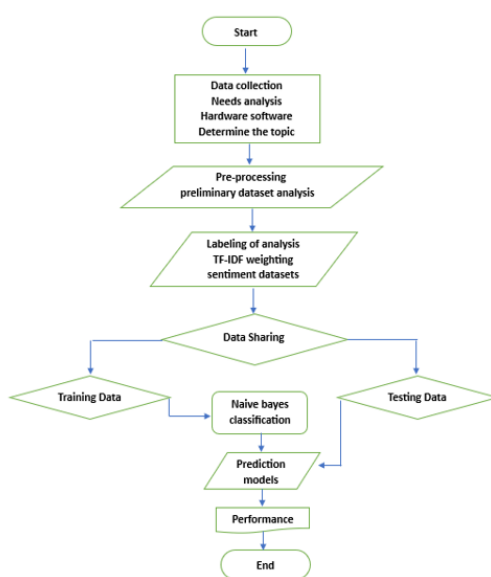 Start
Data collection
Needs analysis
Hardware software
Determine the topic
Pre-processing
preliminary dataset analysis
Labeling of analysis
TF-IDF weighting
sentiment datasets
Data Sharing
Training Data
Naive bayes
classification
Testing Data
Prediction
models
Performance
End